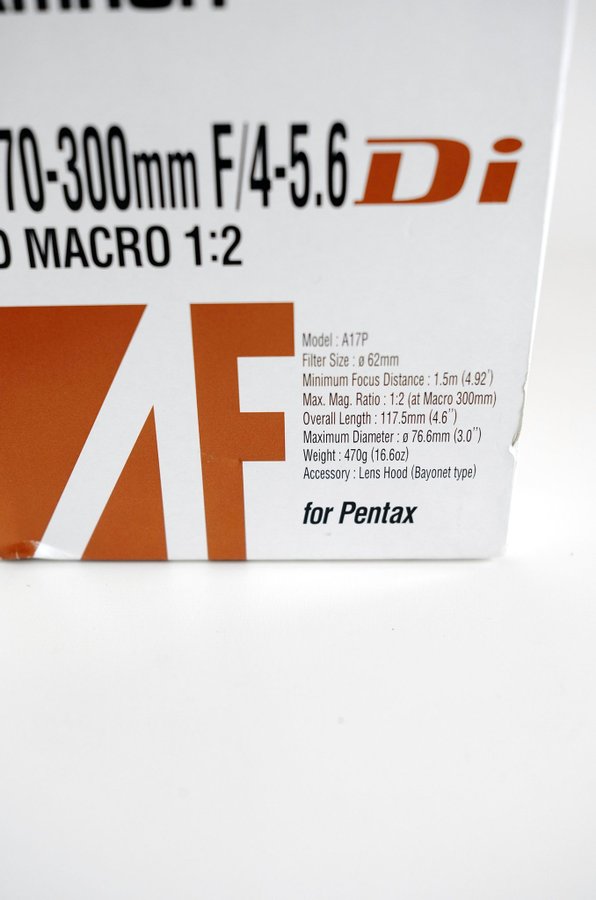 70-300mm F/4-5.6 Di
MACRO 1:2
AF
Model : A17P
Filter Size : ø 62mm
Minimum Focus Distance : 1.5m (4.92')
Max. Mag. Ratio : 1:2 (at Macro 300mm)
Overall Length : 117.5mm (4.6")
Maximum Diameter : ø 76.6mm (3.0")
Weight : 470g (16.6oz)
Accessory : Lens Hood (Bayonet type)
for Pentax